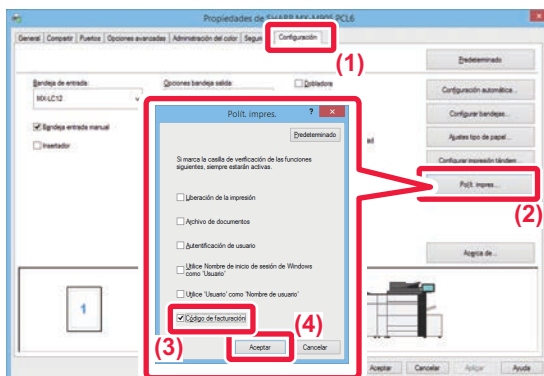 Propiedades de SHARP MX-M905 PCL6
General
Compartir
Puertos
Opciones avanzadas
Administración del color
Configuración
(1)
Predeterminado
Bandeja de entrada:
Opciones bandeja salida:
Dobladora
MX-LC12
Configuración automática...
Configurar bandejas...
Bandeja entrada manual
Insertador
Ajustes tipo de papel...
Configurar impresión tándem...
Polít. impres...
(2)
Acerca de...
Polít. impres.
?
Predeterminado
Si marca la casilla de verificación de las funciones
siguientes, siempre estarán activas.
Liberación de la impresión
Archivo de documentos
Autentificación de usuario
Utilice Nombre de inicio de sesión de Windows
como 'Usuario'
Utilice 'Usuario' como 'Nombre de usuario'
Código de facturación
(3)
(4)
Aceptar
Cancelar
1
Aceptar
Cancelar
Aplicar
Ayuda